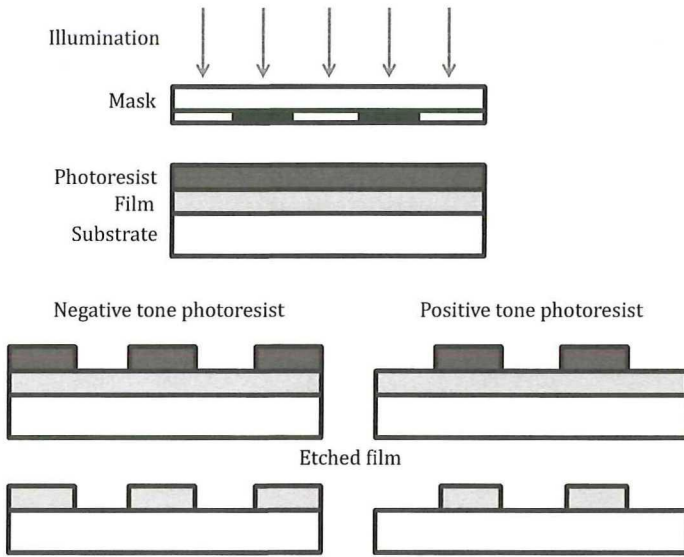 Illumination
Mask
Photoresist
Film
Substrate
Negative tone photoresist
Positive tone photoresist
Etched film